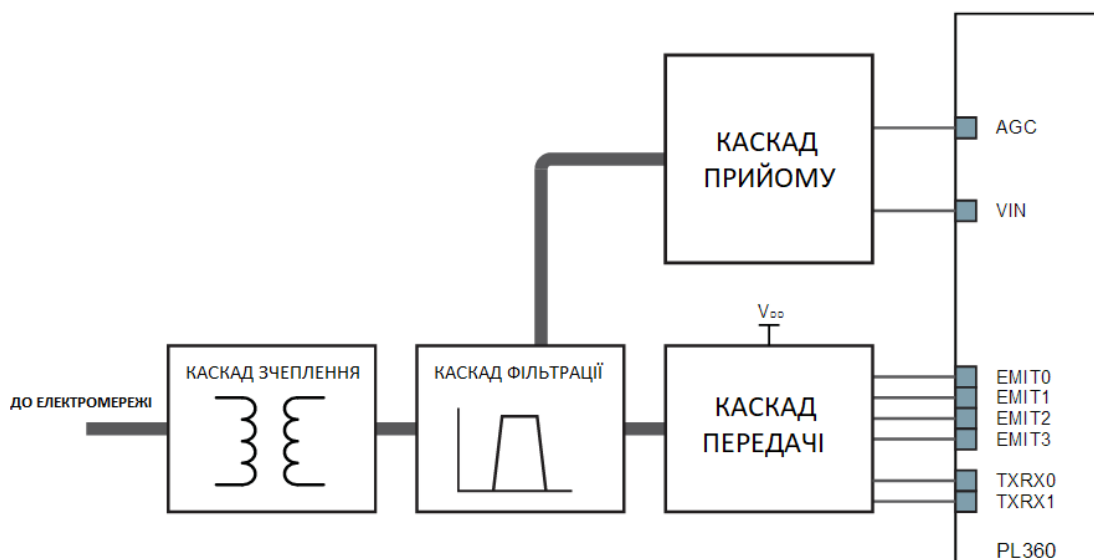 КАСКАД
ПРИЙОМУ
AGC
VIN
VDD
КАСКАД ЗЧЕПЛЕННЯ
КАСКАД ФІЛЬТРАЦІЇ
ДО ЕЛЕКТРОМЕРЕЖІ
КАСКАД
ПЕРЕДАЧІ
EMIT0
EMIT1
EMIT2
EMIT3
TXRX0
TXRX1
PL360